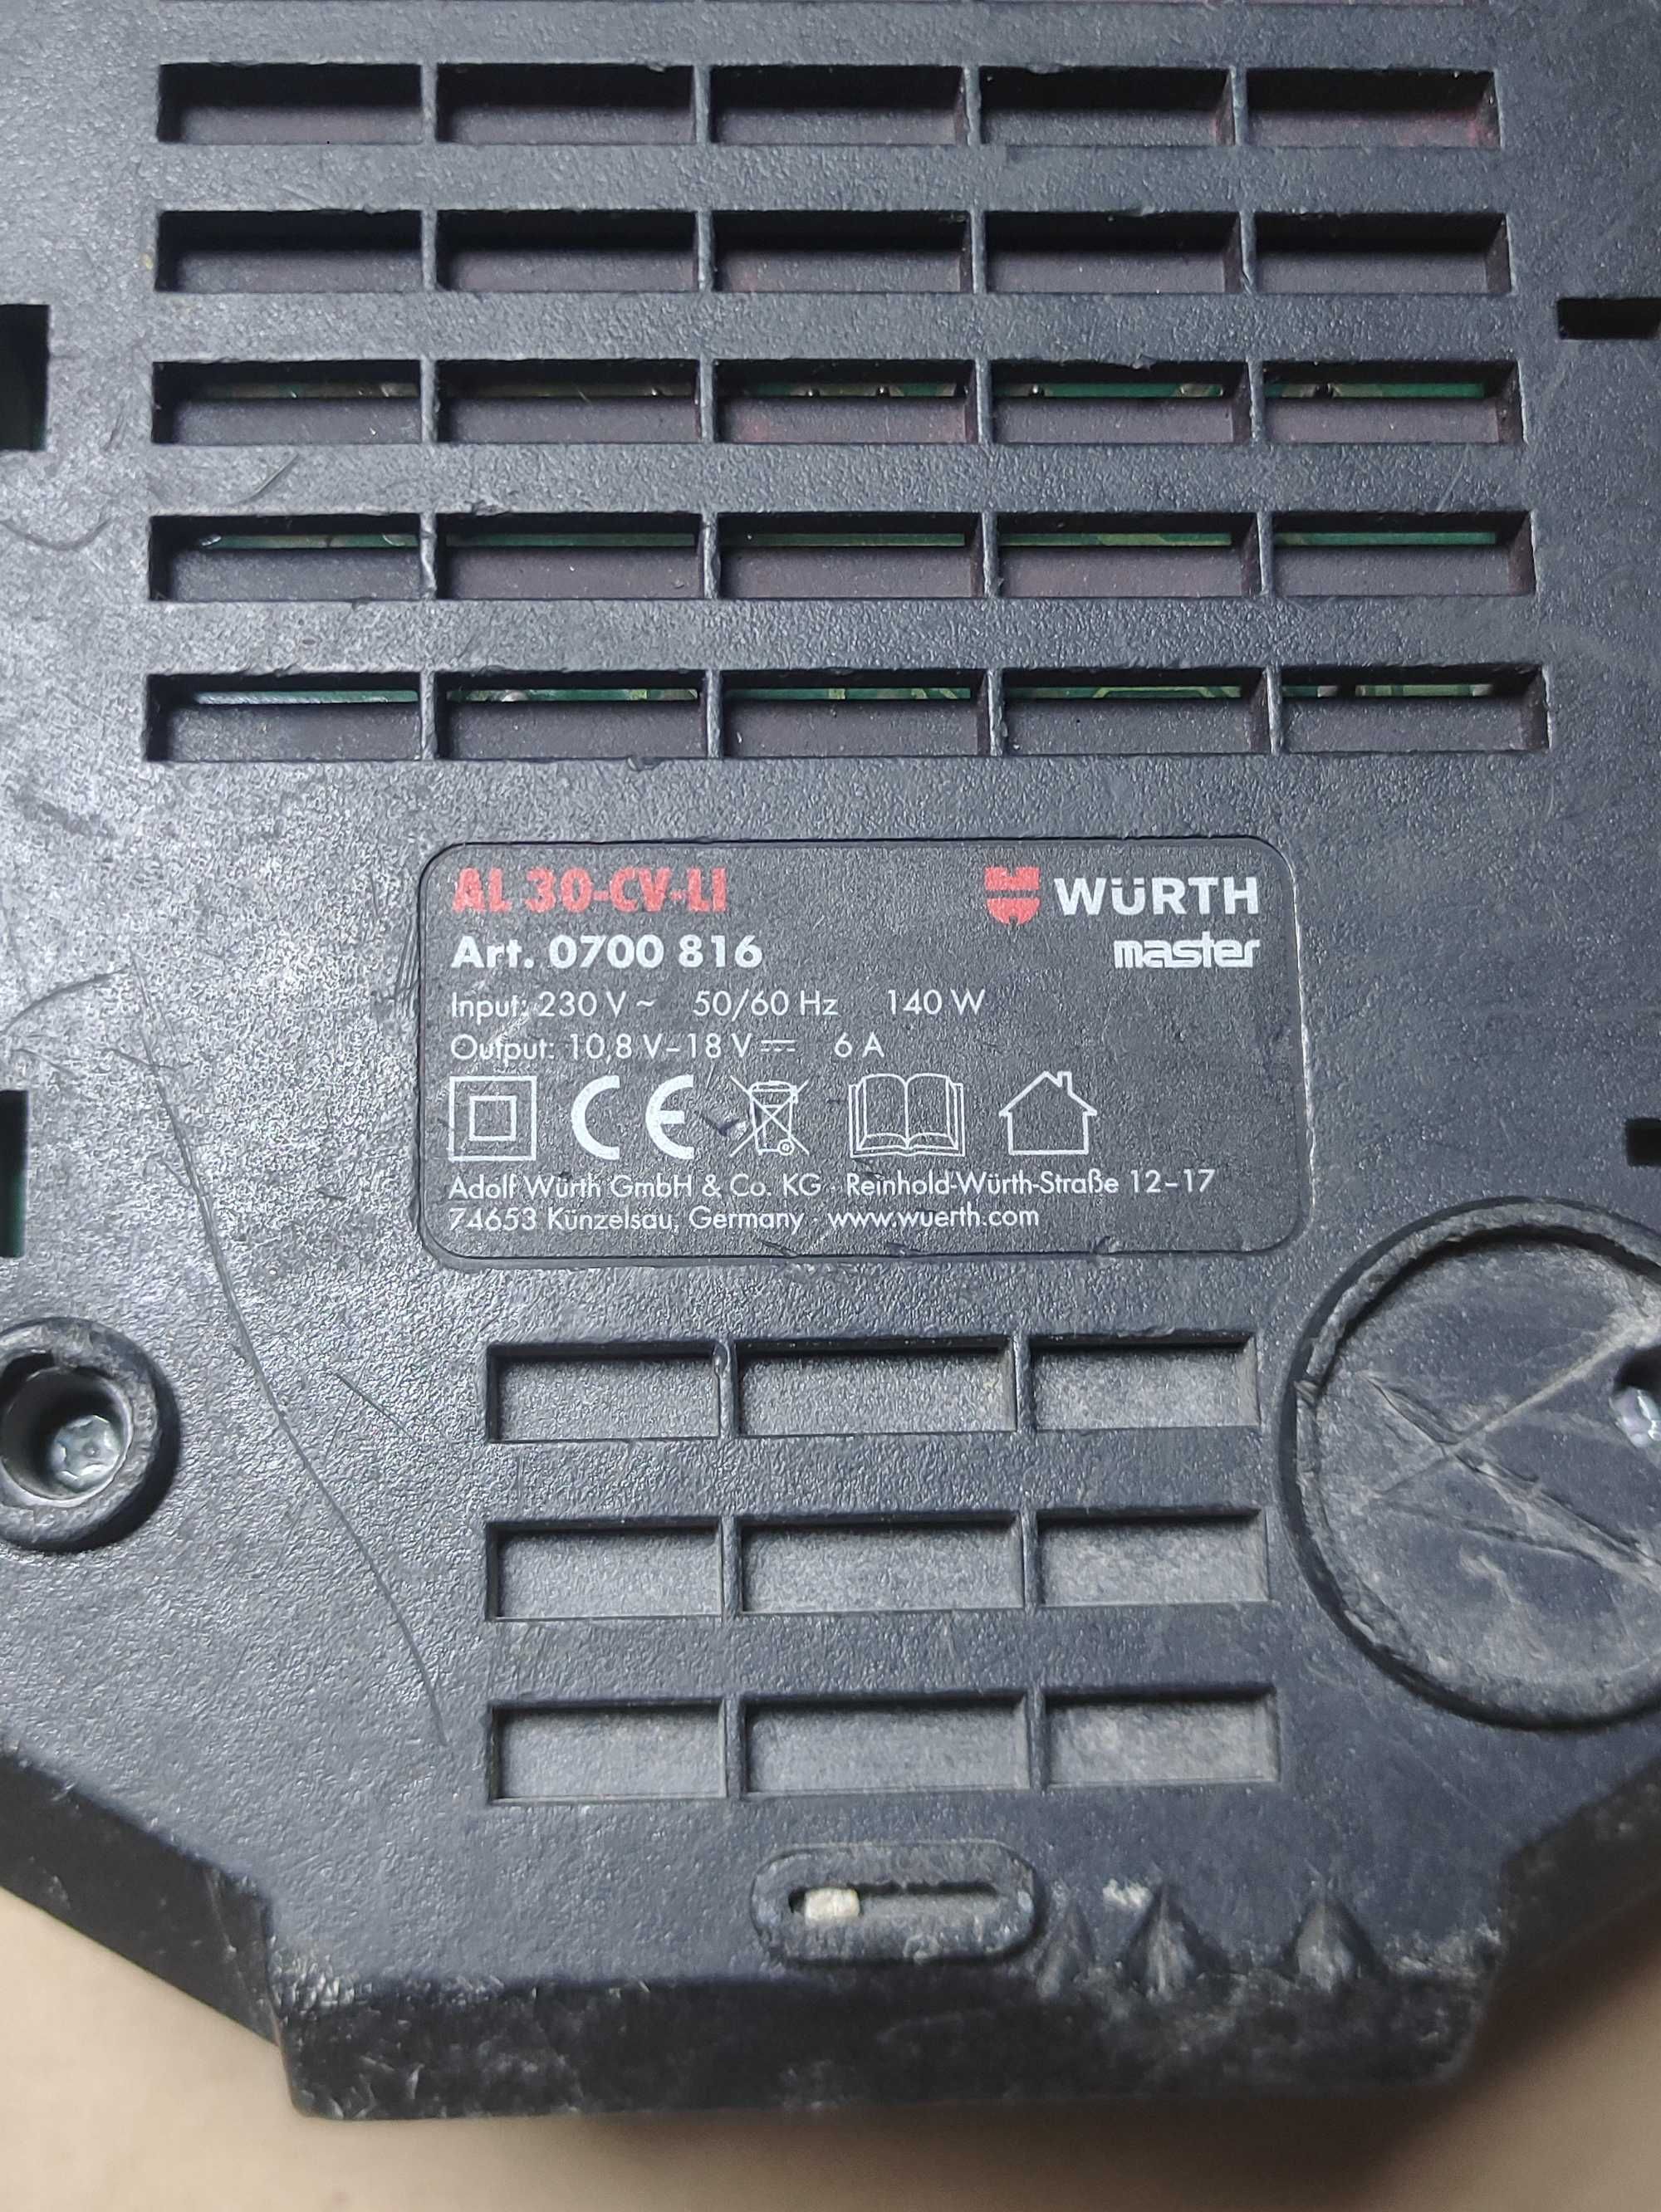 AL 30-CV-LI
WÜRTH
Art. 0700 816
master
Input: 230 V ~ 50/60 Hz 140 W
Output: 10,8 V–18 V ⎓ 6 A
CE
Adolf Würth GmbH & Co. KG · Reinhold-Würth-Straße 12–17
74653 Künzelsau, Germany · www.wuerth.com